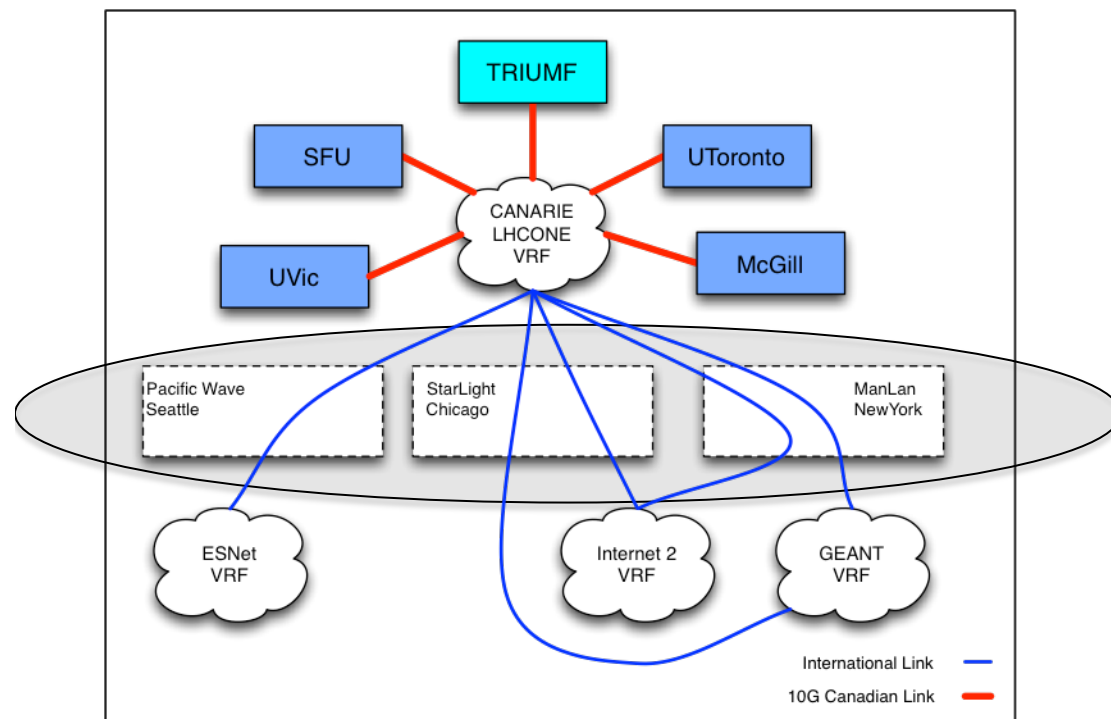 TRIUMF
SFU
UToronto
CANARIE
LHCONE
VRF
UVic
McGill
Pacific Wave
Seattle
StarLight
Chicago
ManLan
NewYork
ESNet
VRF
Internet 2
VRF
GEANT
VRF
International Link
10G Canadian Link